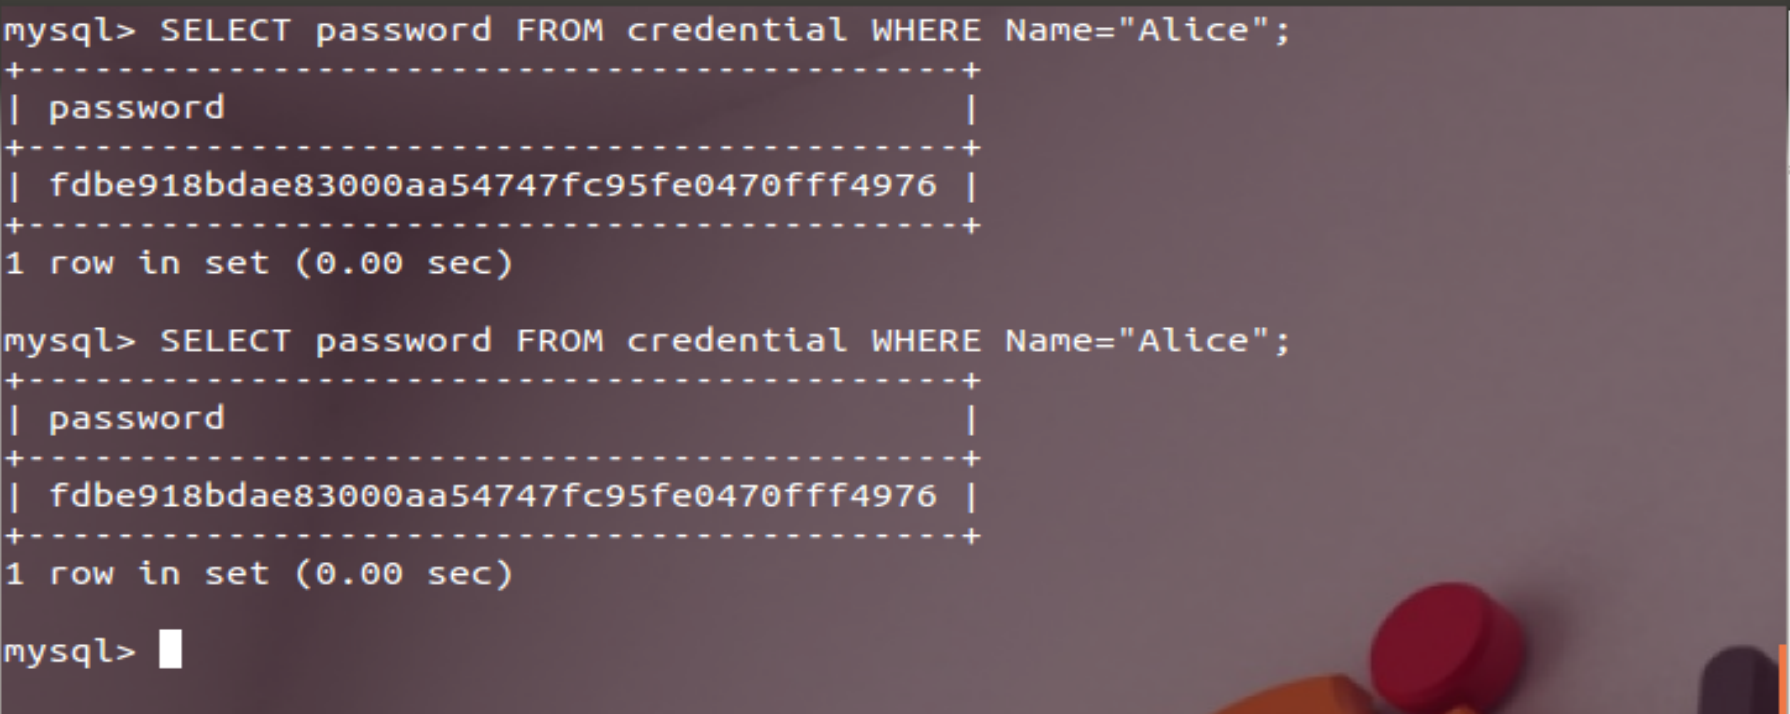 mysql> SELECT password FROM credential WHERE Name="Alice";
+------------------------------------------+
| password                                 |
+------------------------------------------+
| fdbe918bdae83000aa54747fc95fe0470fff4976 |
+------------------------------------------+
1 row in set (0.00 sec)

mysql> SELECT password FROM credential WHERE Name="Alice";
+------------------------------------------+
| password                                 |
+------------------------------------------+
| fdbe918bdae83000aa54747fc95fe0470fff4976 |
+------------------------------------------+
1 row in set (0.00 sec)

mysql>